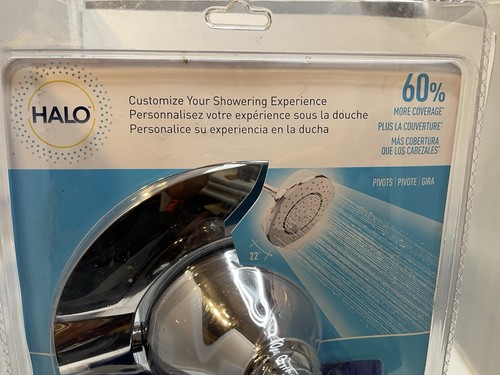 HALO
Customize Your Showering Experience
Personnalisez votre expérience sous la douche
Personalice su experiencia en la ducha
60%
MORE COVERAGE*
PLUS LA COUVERTURE*
MÁS COBERTURA
QUE LOS CABEZALES*
PIVOTS | PIVOTE | GIRA
22°